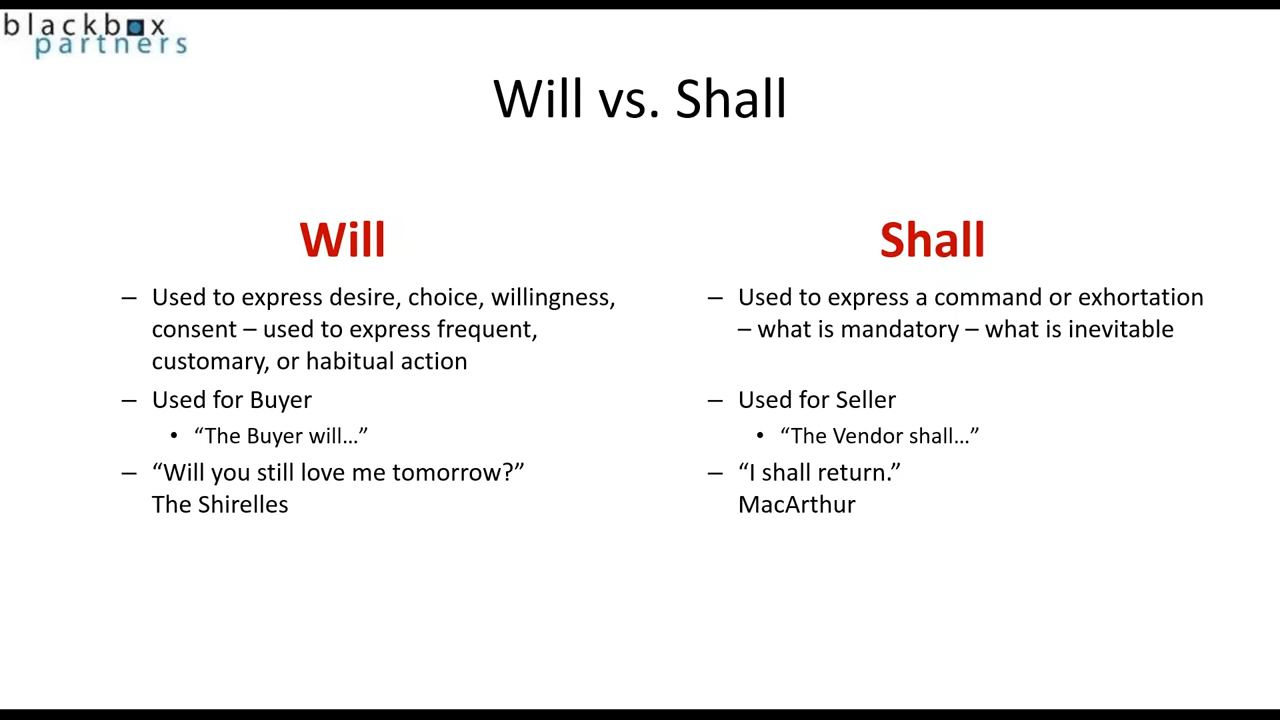 blackbox
partners
Will vs. Shall
Will
– Used to express desire, choice, willingness,
consent – used to express frequent,
customary, or habitual action
– Used for Buyer
• “The Buyer will…”
– “Will you still love me tomorrow?”
The Shirelles
Shall
– Used to express a command or exhortation
– what is mandatory – what is inevitable
– Used for Seller
• “The Vendor shall…”
– “I shall return.”
MacArthur